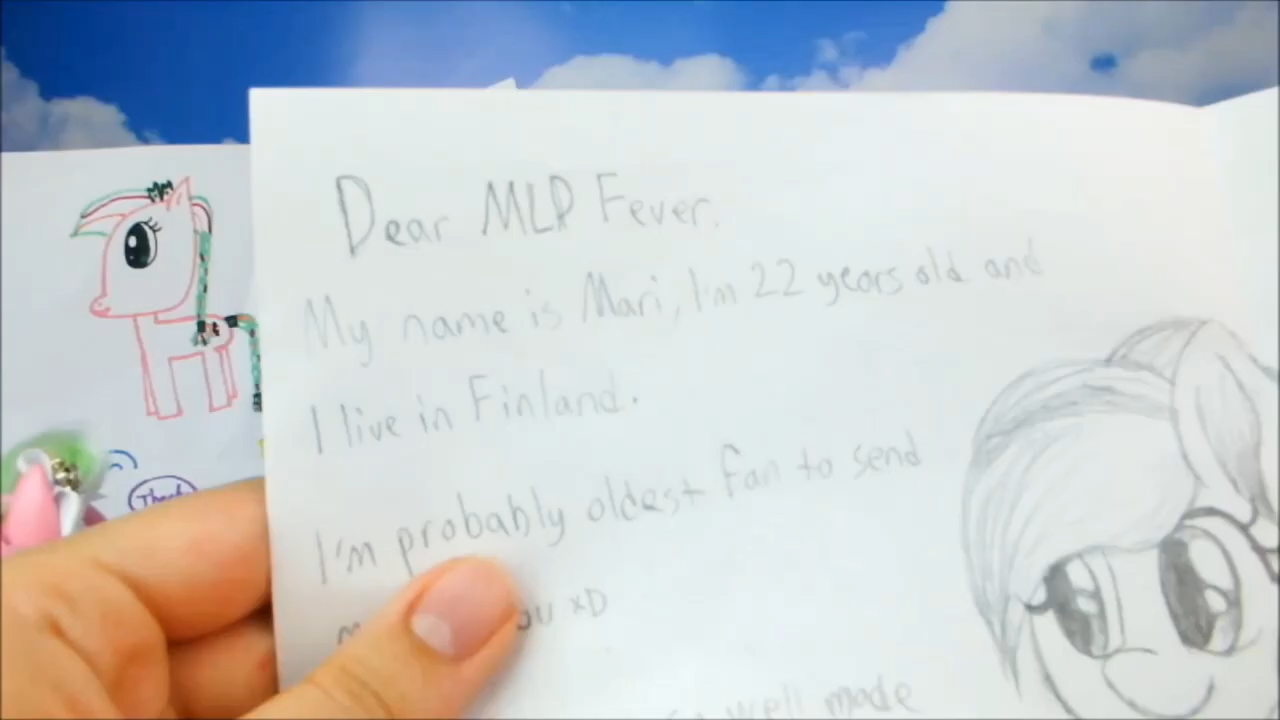 Dear MLP Fever.
My name is Mari, I'm 22 years old and
I live in Finland.
I'm probably oldest fan to send
xD
well made
Thank